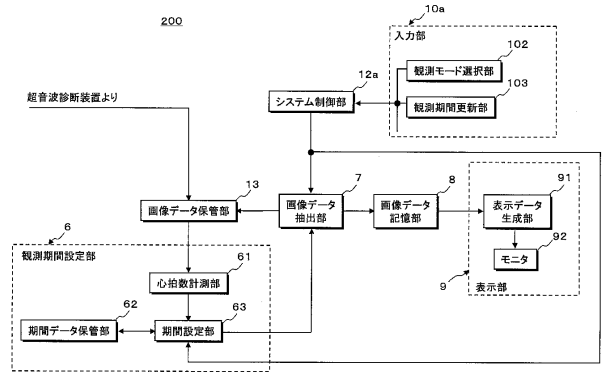 200
10a
入力部
102
観測モード選択部
103
観測期間更新部
12a
システム制御部
超音波診断装置より
13
画像データ保管部
7
画像データ
抽出部
8
画像データ
記憶部
91
表示データ
生成部
92
モニタ
9
表示部
6
観測期間設定部
61
心拍数計測部
62
期間データ保管部
63
期間設定部